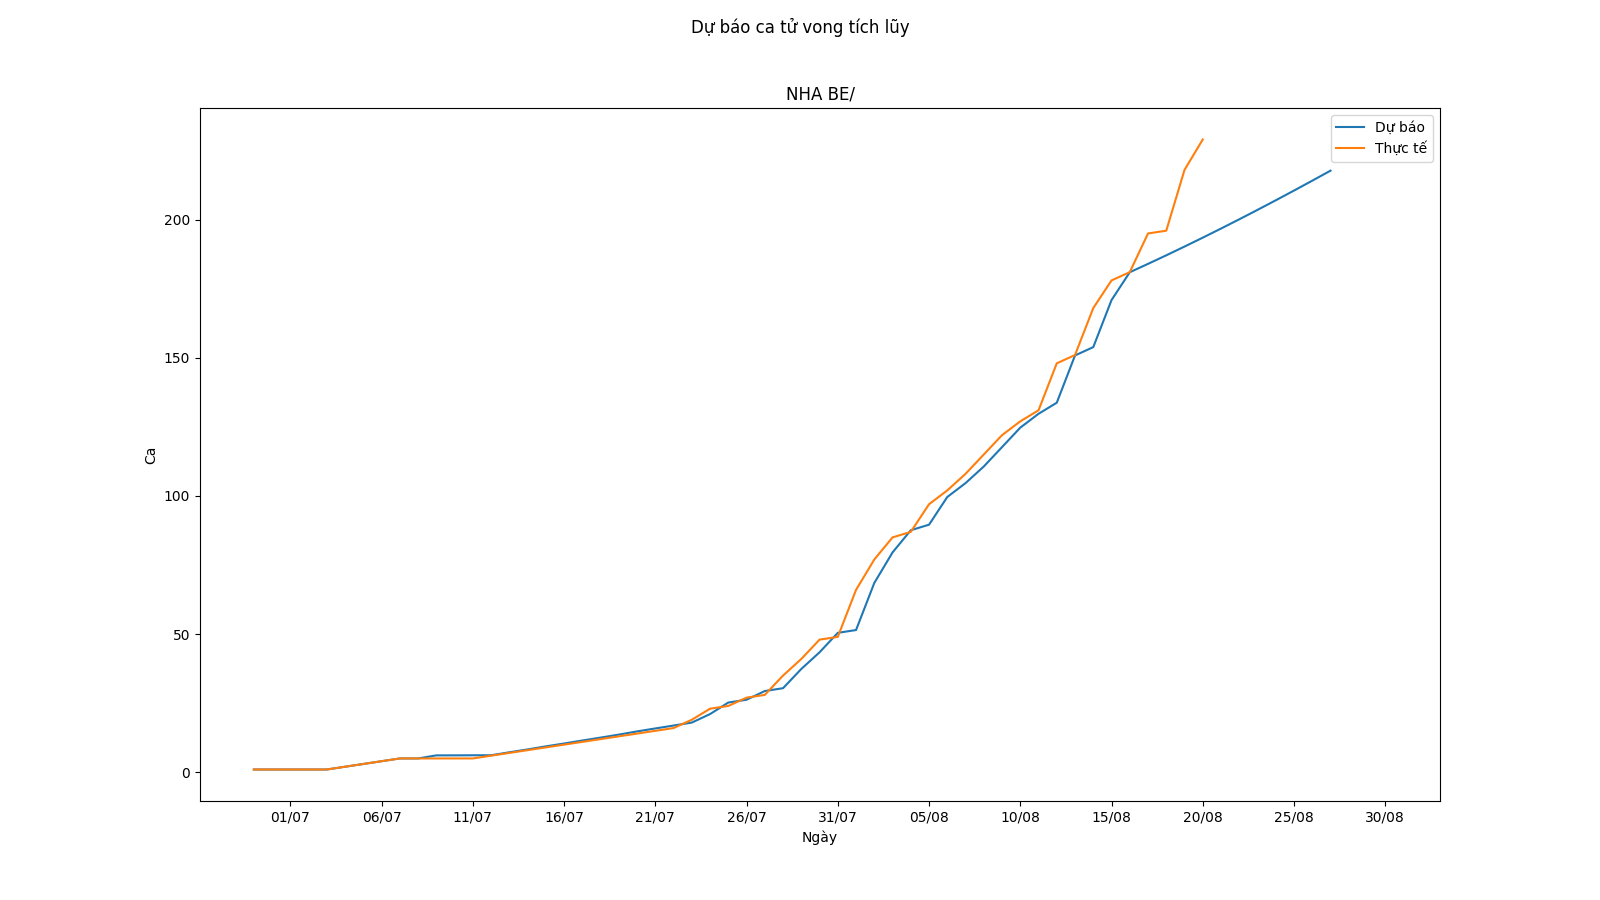 Dự báo ca tử vong tích lũy
NHA BE/
Dự báo
Thực tế
200
150
100
50
0
Ca
01/07 06/07 11/07 16/07 21/07 26/07 31/07 05/08 10/08 15/08 20/08 25/08 30/08
Ngày